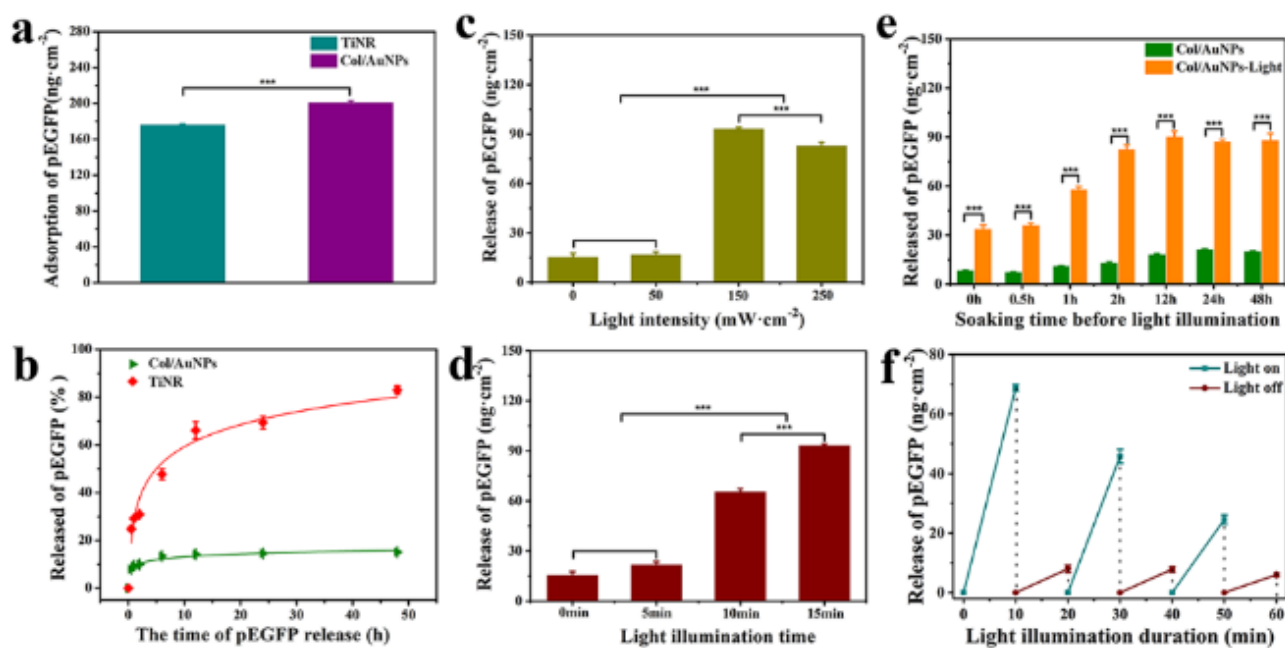 a
Adsorption of pEGFP(ng·cm-2)
280
240
200
160
120
80
40
0
TiNR
Col/AuNPs
***
c
Release of pEGFP (ng·cm-2)
150
120
90
60
30
0
***
***
0 50 150 250
Light intensity (mW·cm-2)
e
Released of pEGFP (ng·cm-2)
150
120
90
60
30
0
Col/AuNPs
Col/AuNPs-Light
*** *** *** *** *** *** ***
0h 0.5h 1h 2h 12h 24h 48h
Soaking time before light illumination
b
Released of pEGFP (%)
100
80
60
40
20
0
Col/AuNPs
TiNR
0 10 20 30 40 50
The time of pEGFP release (h)
d
Release of pEGFP (ng·cm-2)
150
120
90
60
30
0
***
***
0min 5min 10min 15min
Light illumination time
f
Release of pEGFP (ng·cm-2)
80
60
40
20
0
Light on
Light off
0 10 20 30 40 50 60
Light illumination duration (min)